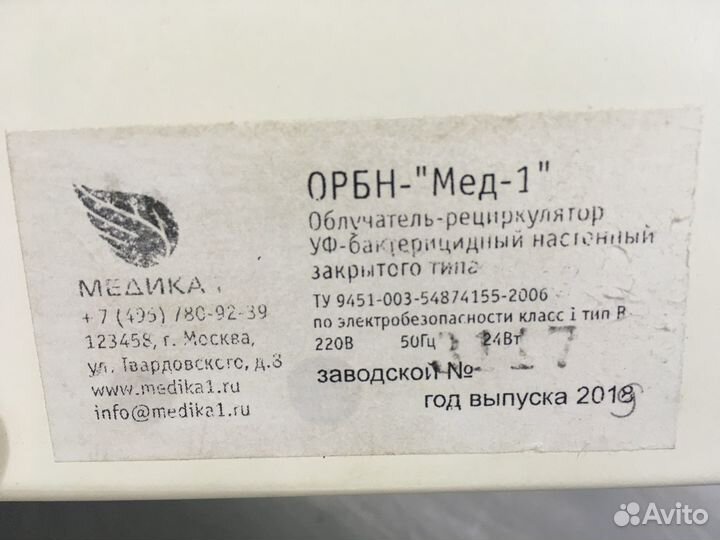 ОРБН-"Мед-1"
Облучатель-рециркулятор
УФ-бактерицидный настенный
закрытого типа
ТУ 9451-003-54874155-2006
по электробезопасности класс i тип В
220В 50Гц 24Вт
заводской №
год выпуска 2018
МЕДИКА 1
+7 (495) 780-92-39
123458, г. Москва,
ул. Твардовского, д.8
www.medika1.ru
info@medika1.ru
Avito